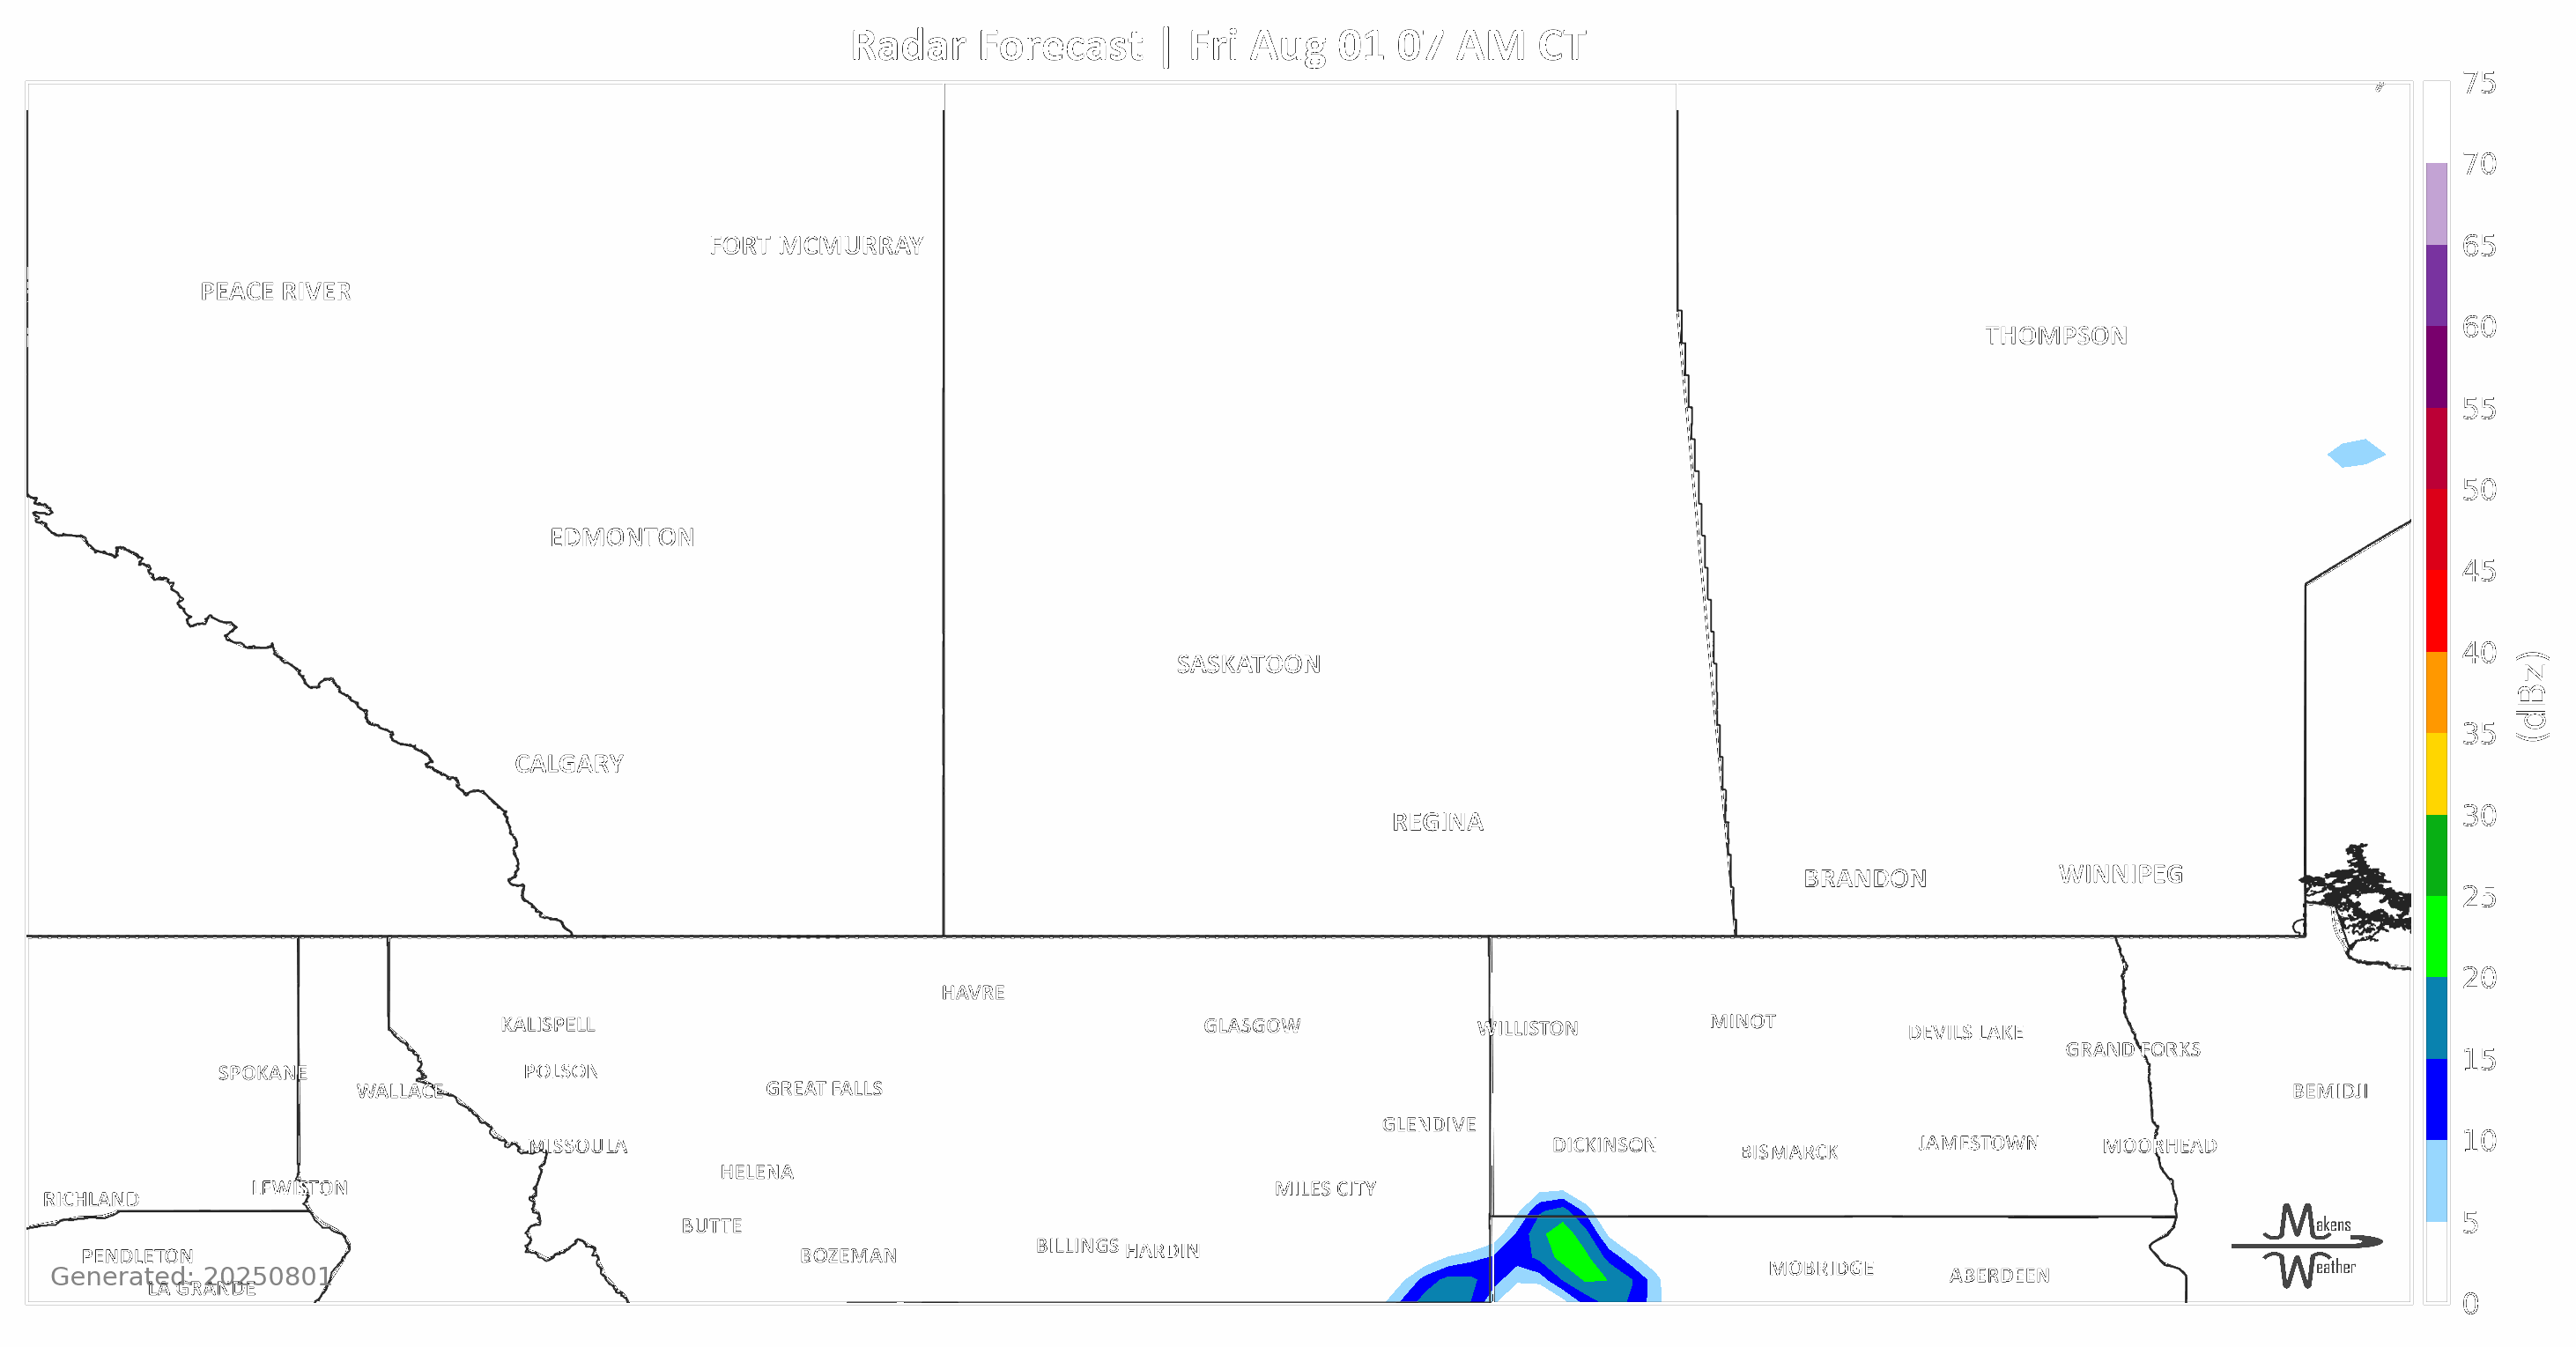 Radar Forecast | Fri Aug 01 07 AM CT
75
70
FORT MCMURRAY
65
PEACE RIVER
60
THOMPSON
55
50
EDMONTON
45
SASKATOON
40
(dBz)
35
CALGARY
30
REGINA
BRANDON
WINNIPEG
25
20
HAVRE
KALISPELL
GLASGOW
WILLISTON
MINOT
DEVILS LAKE
GRAND FORKS
15
SPOKANE
POLSON
WALLACE
GREAT FALLS
BEMIDJI
GLENDIVE
10
MISSOULA
DICKINSON
BISMARCK
JAMESTOWN
MOORHEAD
HELENA
RICHLAND
LEWISTON
MILES CITY
5
BUTTE
Makens
Weather
PENDLETON
BOZEMAN
BILLINGS
HARDIN
MOBRIDGE
ABERDEEN
Generated: 20250801
LA GRANDE
0